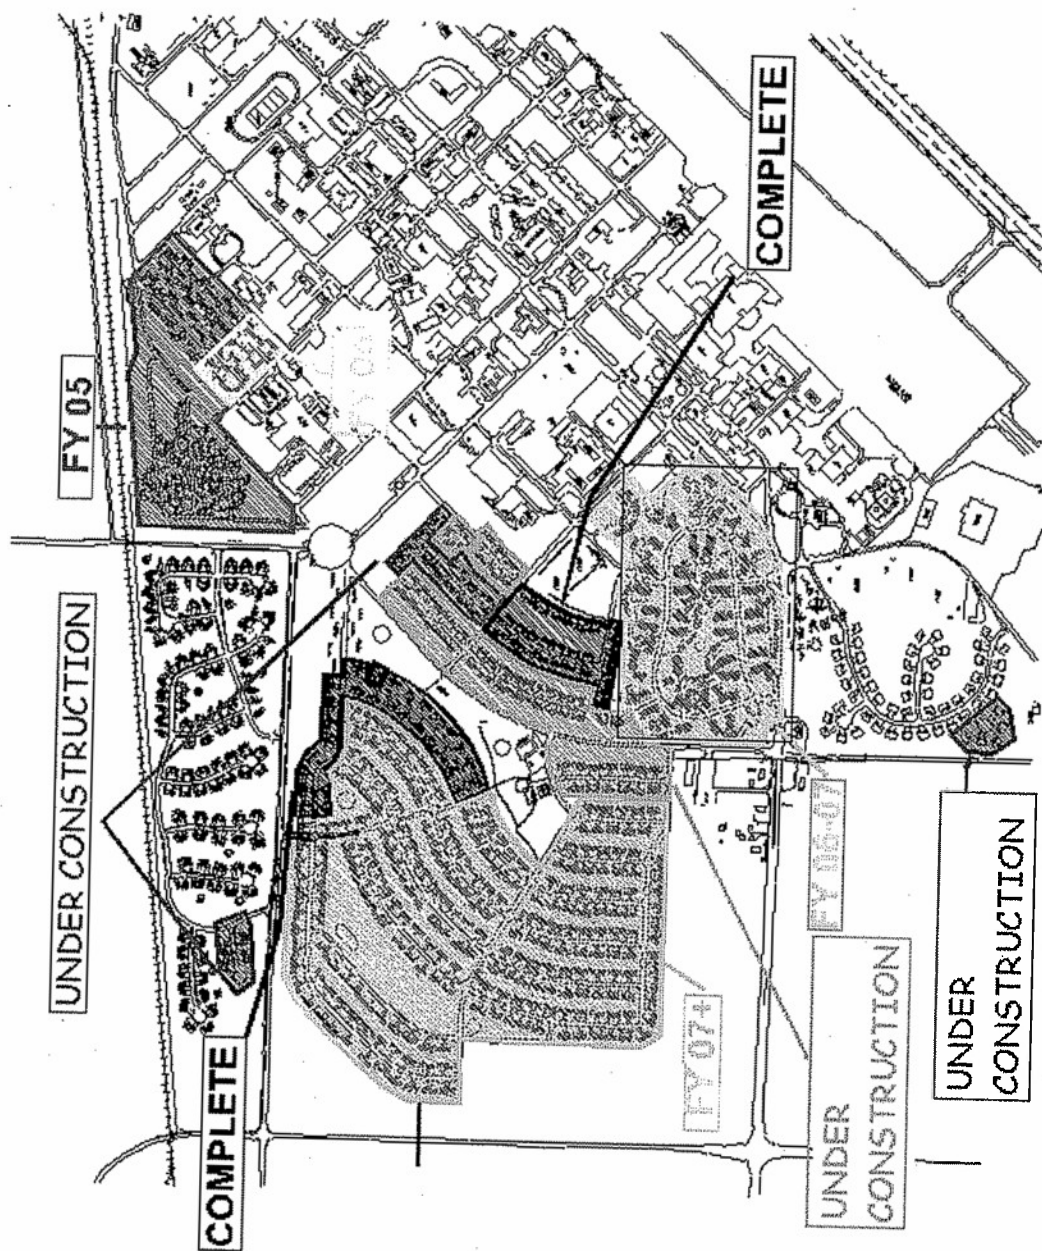 COMPLETE
FY 05
UNDER CONSTRUCTION
COMPLETE
FY 07+
UNDER
CONSTRUCTION
UNDER
CONSTRUCTION